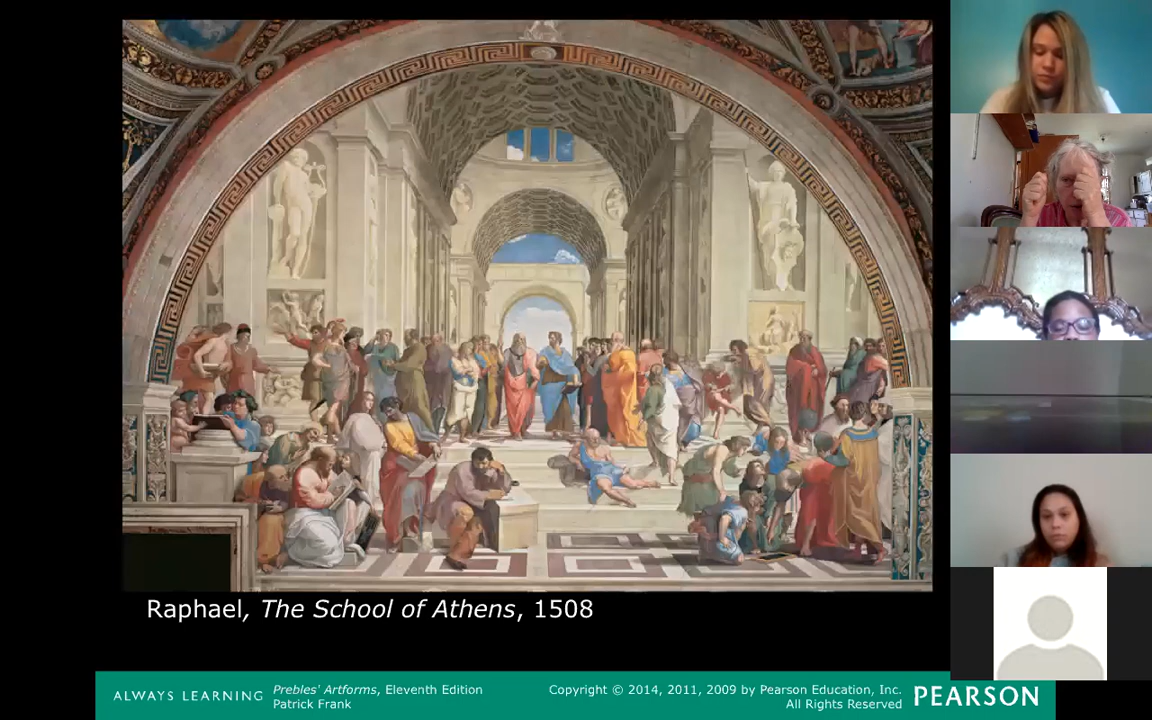 Raphael, The School of Athens, 1508
ALWAYS LEARNING
Prebles' Artforms, Eleventh Edition
Patrick Frank
Copyright © 2014, 2011, 2009 by Pearson Education, Inc.
All Rights Reserved
PEARSON